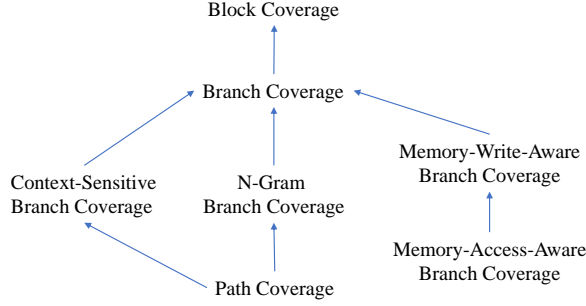 Block Coverage
Branch Coverage
Context-Sensitive
Branch Coverage
N-Gram
Branch Coverage
Memory-Write-Aware
Branch Coverage
Memory-Access-Aware
Branch Coverage
Path Coverage